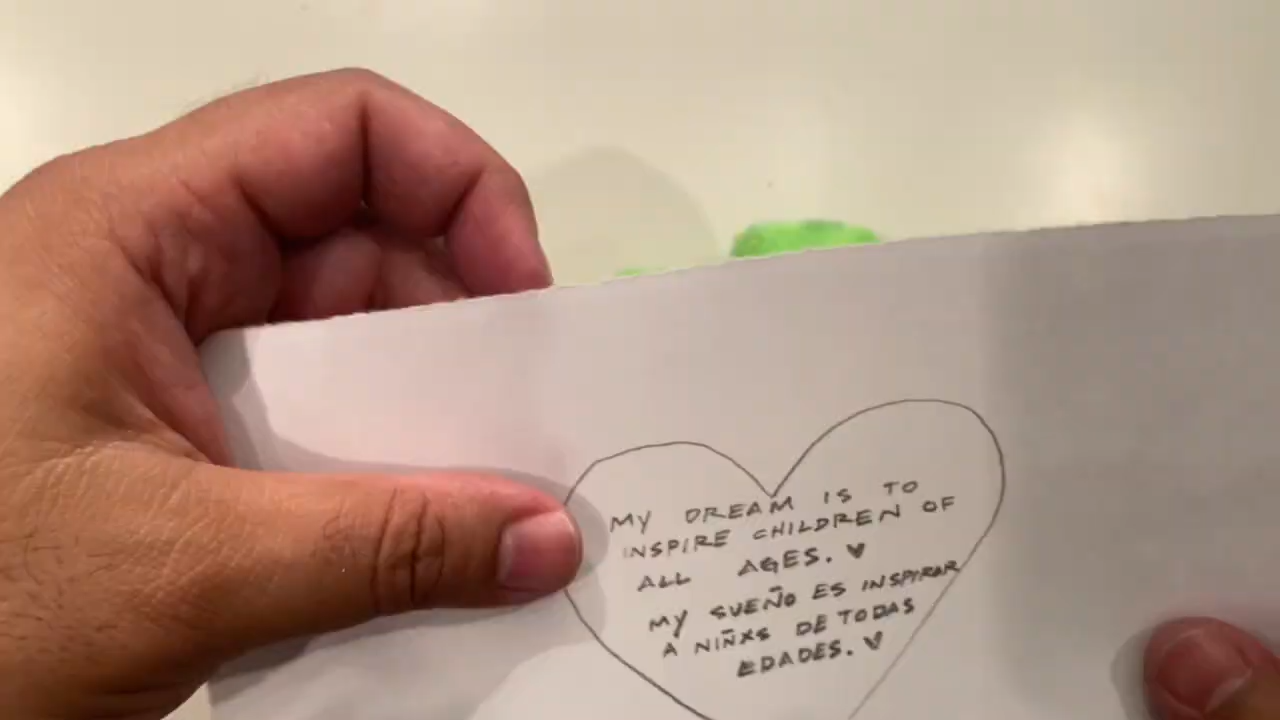 MY DREAM IS TO
INSPIRE CHILDREN OF
ALL AGES. ♥
MY SUEÑO ES INSPIRAR
A NIÑXS DE TODAS
EDADES. ♥